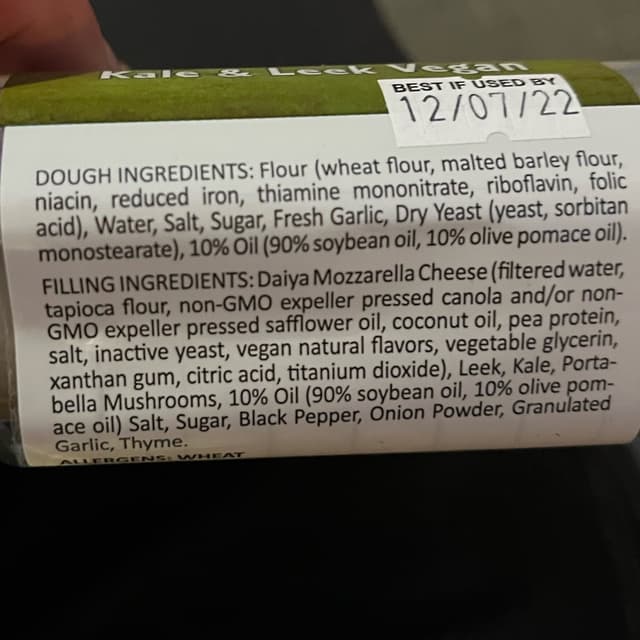 Kale & Leek Vegan
BEST IF USED BY
12/07/22
DOUGH INGREDIENTS: Flour (wheat flour, malted barley flour,
niacin, reduced iron, thiamine mononitrate, riboflavin, folic
acid), Water, Salt, Sugar, Fresh Garlic, Dry Yeast (yeast, sorbitan
monostearate), 10% Oil (90% soybean oil, 10% olive pomace oil).
FILLING INGREDIENTS: Daiya Mozzarella Cheese (filtered water,
tapioca flour, non-GMO expeller pressed canola and/or non-
GMO expeller pressed safflower oil, coconut oil, pea protein,
salt, inactive yeast, vegan natural flavors, vegetable glycerin,
xanthan gum, citric acid, titanium dioxide), Leek, Kale, Porta-
bella Mushrooms, 10% Oil (90% soybean oil, 10% olive pom-
ace oil) Salt, Sugar, Black Pepper, Onion Powder, Granulated
Garlic, Thyme.
ALLERGENS: WHEAT